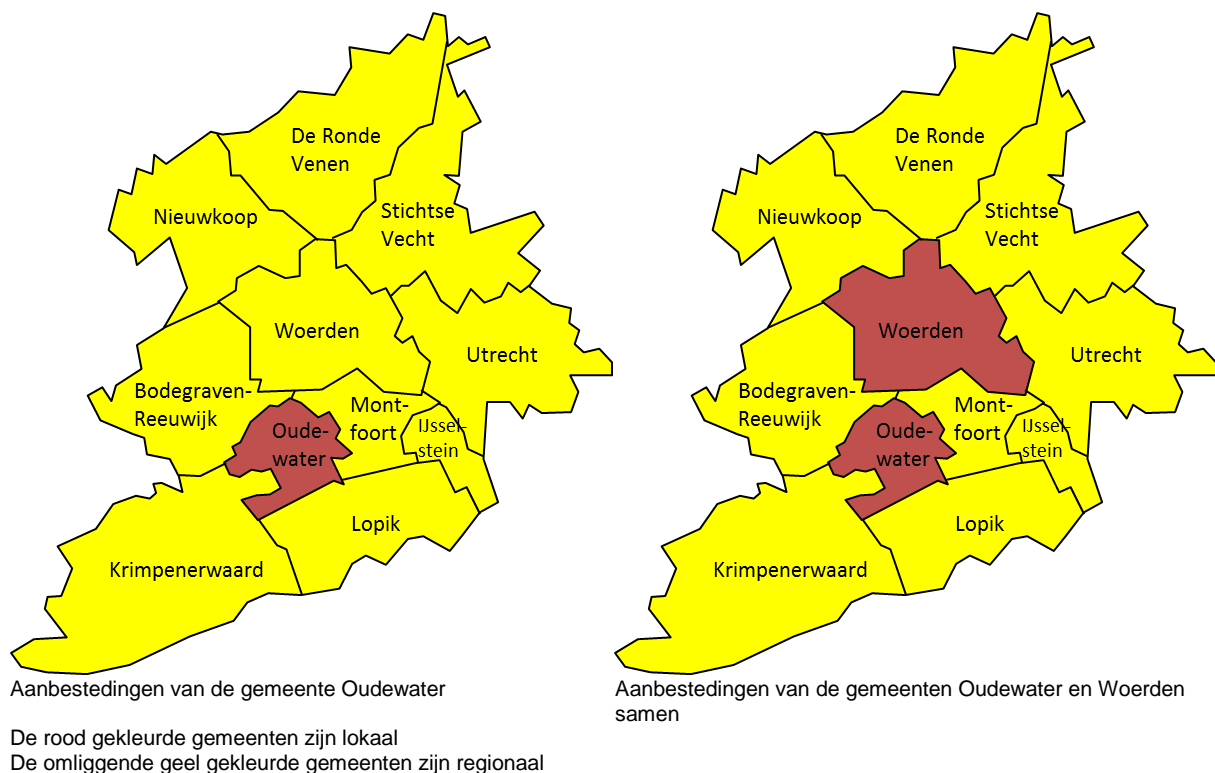 De Ronde
Venen
Nieuwkoop
Stichtse
Vecht
Woerden
Utrecht
Bodegraven-
Reeuwijk
Mont-
foort
IJssel-
stein
Oude-
water
Lopik
Krimpenerwaard
Aanbestedingen van de gemeente Oudewater
De rood gekleurde gemeenten zijn lokaal
De omliggende geel gekleurde gemeenten zijn regionaal
De Ronde
Venen
Nieuwkoop
Stichtse
Vecht
Woerden
Utrecht
Bodegraven-
Reeuwijk
Mont-
foort
IJssel-
stein
Oude-
water
Lopik
Krimpenerwaard
Aanbestedingen van de gemeenten Oudewater en Woerden
samen